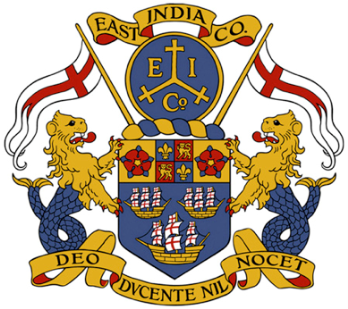 EAST INDIA CO.
E I
Co
DEO DVCENTE NIL NOCET